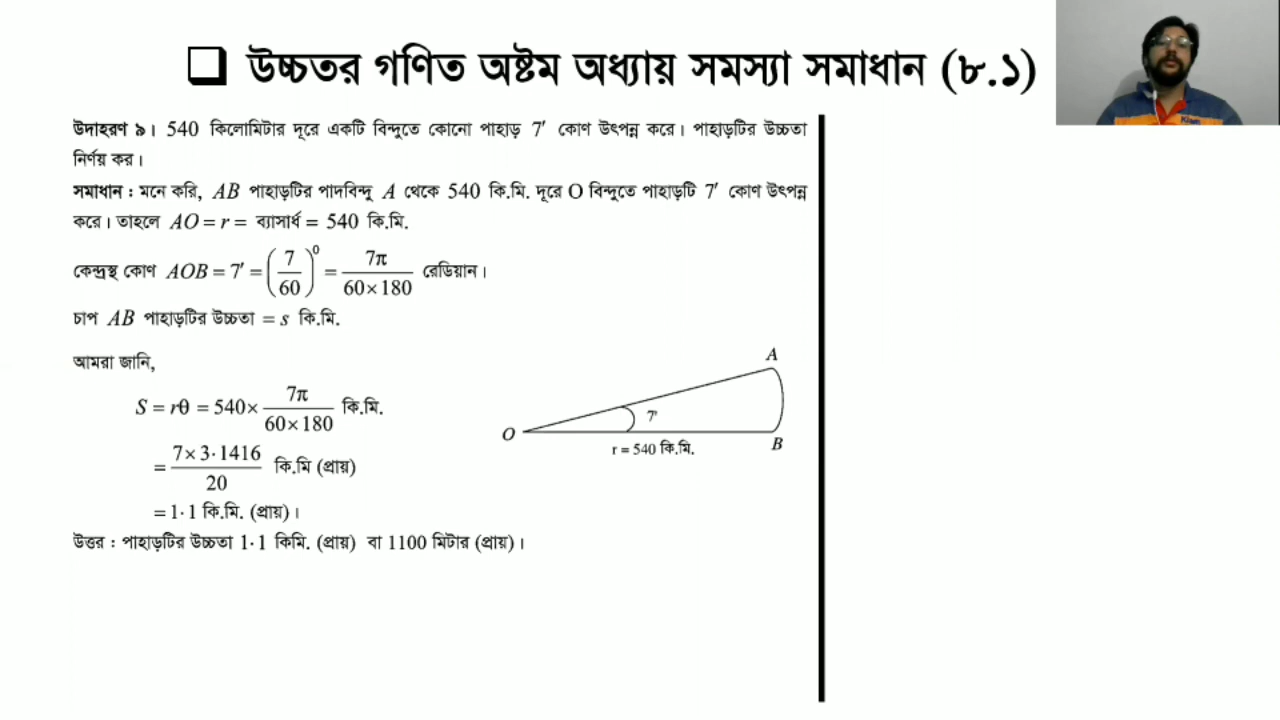 ❑ উচ্চতর গণিত অষ্টম অধ্যায় সমস্যা সমাধান (৮.১)
উদাহরণ ৯। 540 কিলোমিটার দূরে একটি বিন্দুতে কোনো পাহাড় 7′ কোণ উৎপন্ন করে। পাহাড়টির উচ্চতা
নির্ণয় কর।
সমাধান : মনে করি, AB পাহাড়টির পাদবিন্দু A থেকে 540 কি.মি. দূরে O বিন্দুতে পাহাড়টি 7′ কোণ উৎপন্ন
করে। তাহলে AO = r = ব্যাসার্ধ = 540 কি.মি.
কেন্দ্রস্থ কোণ AOB = 7′ = (7/60)⁰ = 7π/(60×180) রেডিয়ান।
চাপ AB পাহাড়টির উচ্চতা = s কি.মি.
আমরা জানি,
S = rθ = 540× 7π/(60×180) কি.মি.
= (7×3·1416)/20 কি.মি (প্রায়)
= 1·1 কি.মি. (প্রায়)।
উত্তর : পাহাড়টির উচ্চতা 1·1 কিমি. (প্রায়) বা 1100 মিটার (প্রায়)।
A
7′
O
B
r = 540 কি.মি.